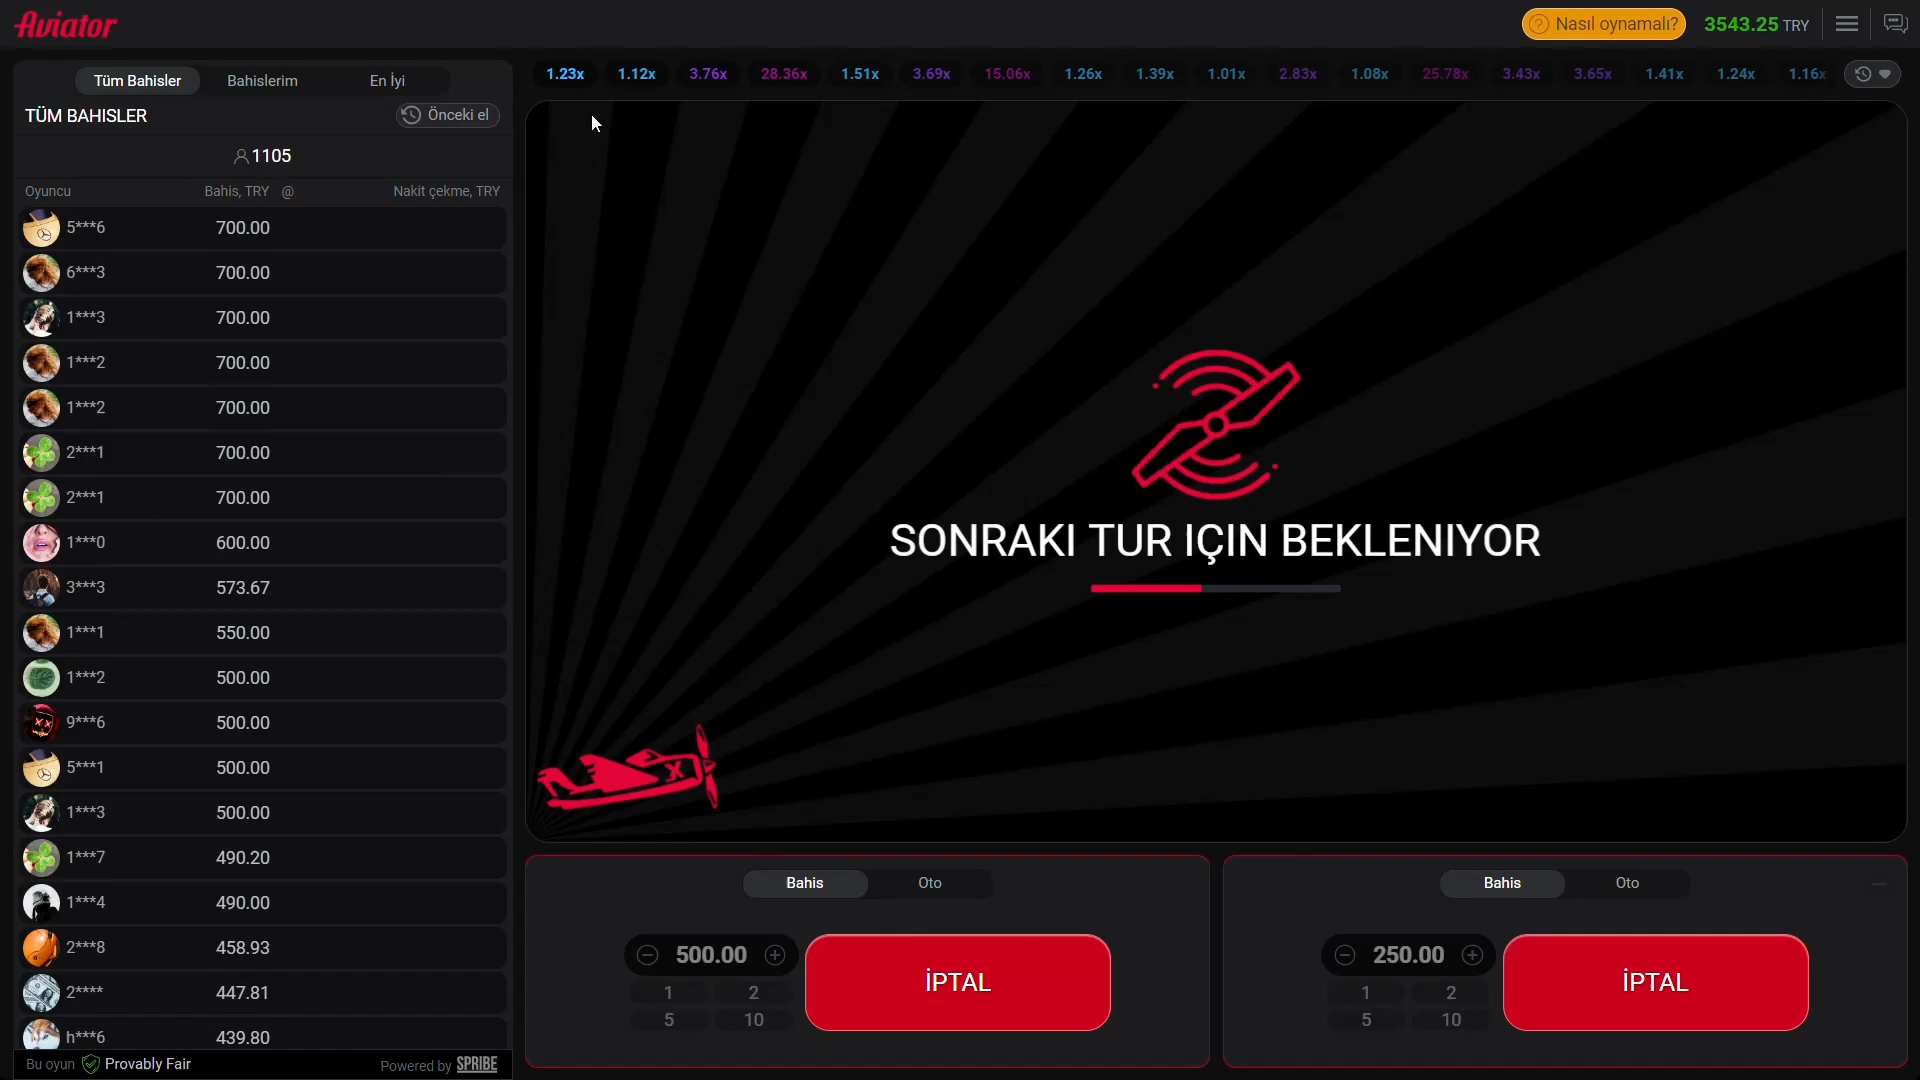 Aviator
Nasıl oynamalı?
3543.25 TRY
Tüm Bahisler
Bahislerim
En İyi
TÜM BAHISLER
Önceki el
1105
Oyuncu
Bahis, TRY
@
Nakit çekme, TRY
5***6 700.00
6***3 700.00
1***3 700.00
1***2 700.00
1***2 700.00
2***1 700.00
2***1 700.00
1***0 600.00
3***3 573.67
1***1 550.00
1***2 500.00
9***6 500.00
5***1 500.00
1***3 500.00
1***7 490.20
1***4 490.00
2***8 458.93
2**** 447.81
h***6 439.80
Bu oyun Provably Fair
Powered by SPRIBE
1.23x 1.12x 3.76x 28.36x 1.51x 3.69x 15.06x 1.26x 1.39x 1.01x 2.83x 1.08x 25.78x 3.43x 3.65x 1.41x 1.24x 1.16x
SONRAKI TUR IÇIN BEKLENIYOR
Bahis
Oto
500.00
1 2
5 10
İPTAL
Bahis
Oto
250.00
1 2
5 10
İPTAL